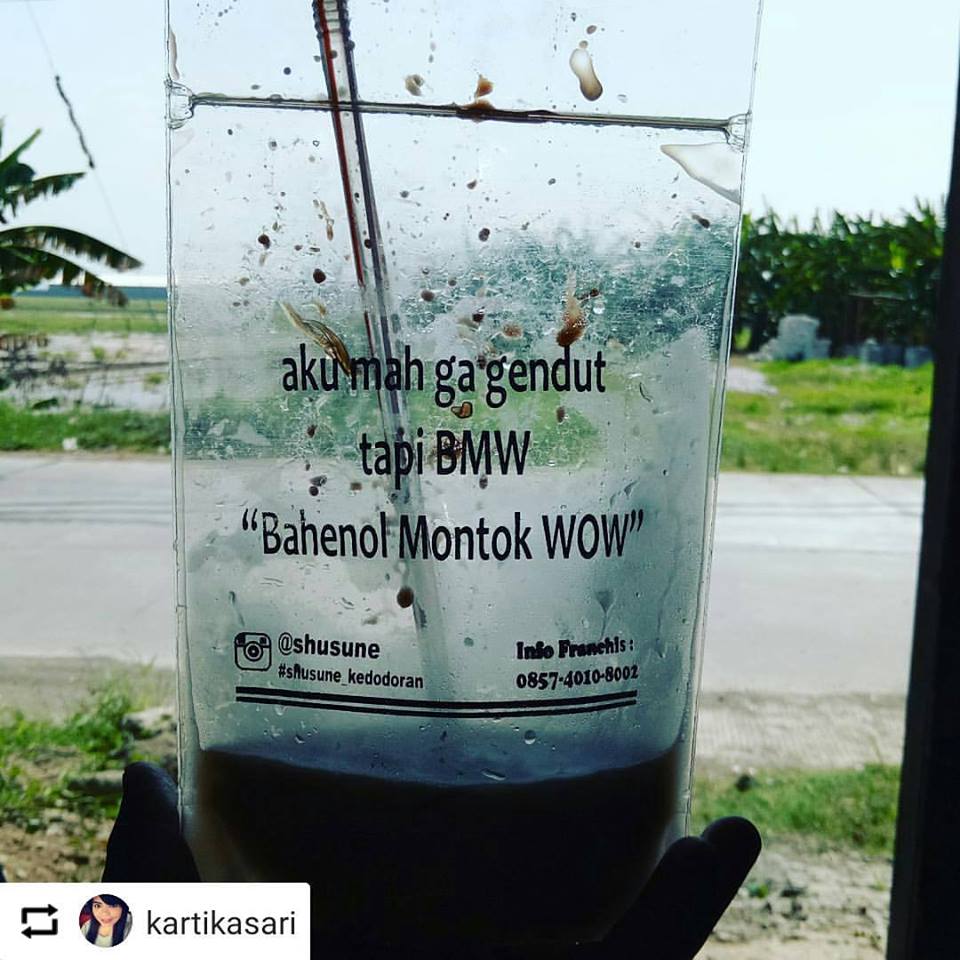 aku mah ga gendut
tapi BMW
“Bahenol Montok WOW”
@shusune
#shusune_kedodoran
Info Franchis :
0857-4010-8002
kartikasari